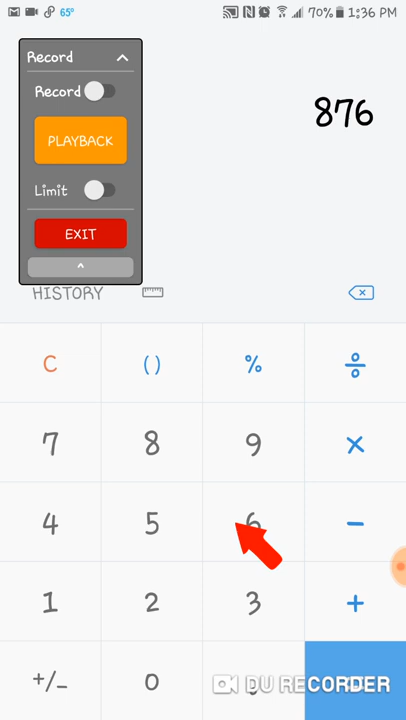 65°
70% 1:36 PM
Record
Record
876
PLAYBACK
Limit
EXIT
HISTORY
C () % ÷
7 8 9 ×
4 5 6 −
1 2 3 +
+/− 0
DU RECORDER